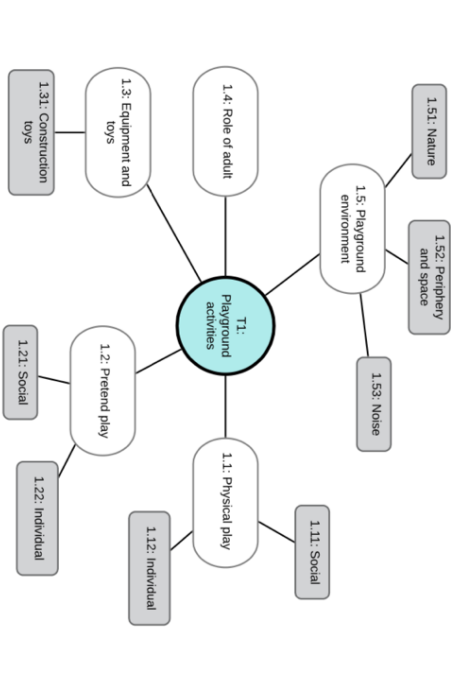 1.51: Nature
1.52: Periphery
and space
1.53: Noise
1.5: Playground
environment
1.11: Social
1.4: Role of adult
T1:
Playground
activities
1.1: Physical play
1.12: Individual
1.3: Equipment and
toys
1.2: Pretend play
1.31: Construction
toys
1.21: Social
1.22: Individual